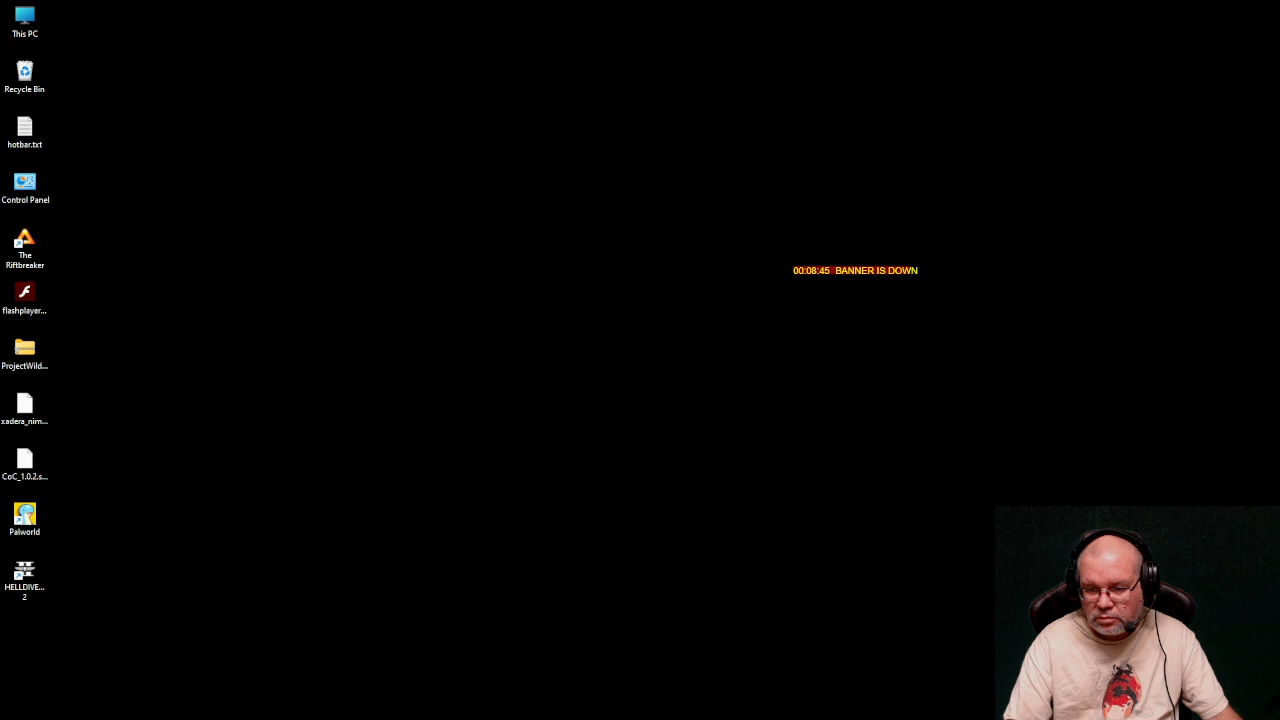 This PC
Recycle Bin
hotbar.txt
Control Panel
The
Riftbreaker
flashplayer...
ProjectWild...
xadera_nim...
CoC_1.0.2.s...
Palworld
HELLDIVE...
2
00:08:45 BANNER IS DOWN